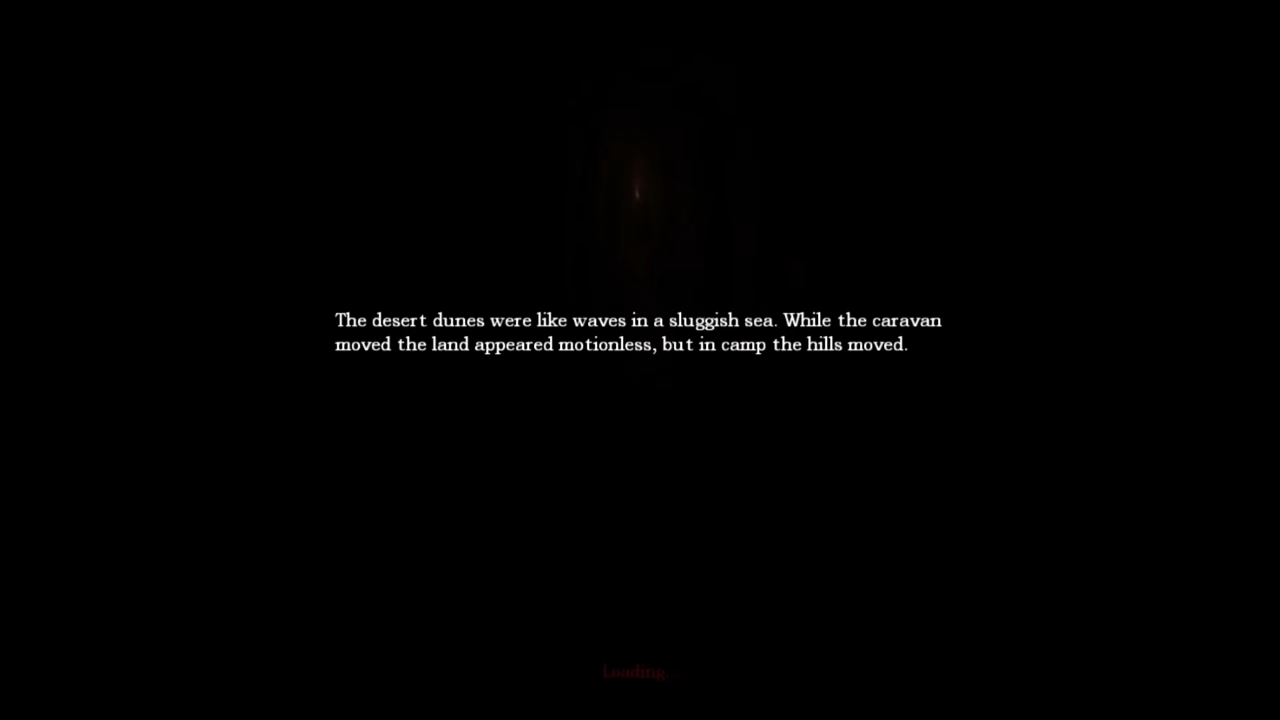 The desert dunes were like waves in a sluggish sea. While the caravan
moved the land appeared motionless, but in camp the hills moved.
Loading...